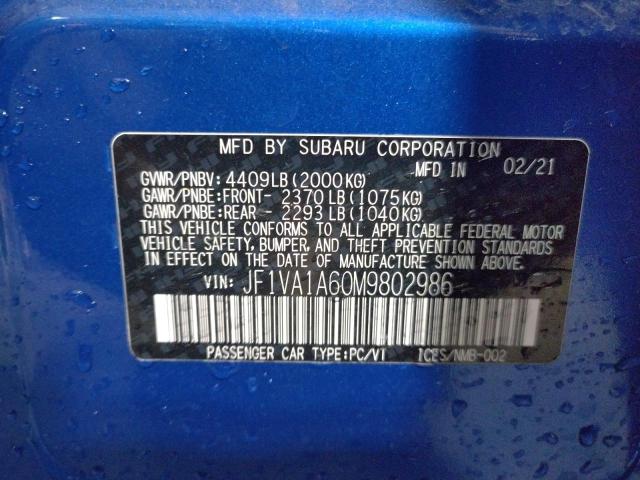 MFD BY SUBARU CORPORATION
MFD IN 02/21
GVWR/PNBV: 4409LB(2000KG)
GAWR/PNBE:FRONT- 2370LB(1075KG)
GAWR/PNBE:REAR - 2293LB(1040KG)
THIS VEHICLE CONFORMS TO ALL APPLICABLE FEDERAL MOTOR
VEHICLE SAFETY, BUMPER, AND THEFT PREVENTION STANDARDS
IN EFFECT ON THE DATE OF MANUFACTURE SHOWN ABOVE.
VIN: JF1VA1A60M9802986
PASSENGER CAR TYPE:PC/VI ICES/NMB-002